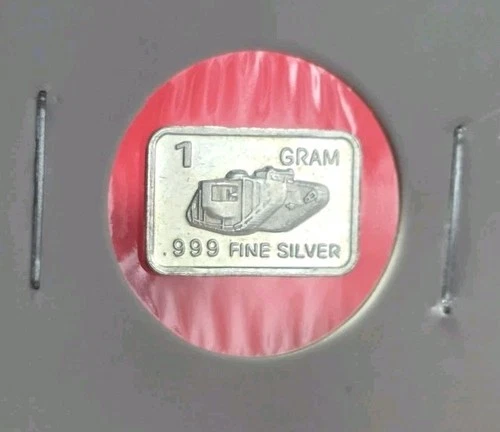 1 GRAM
.999 FINE SILVER